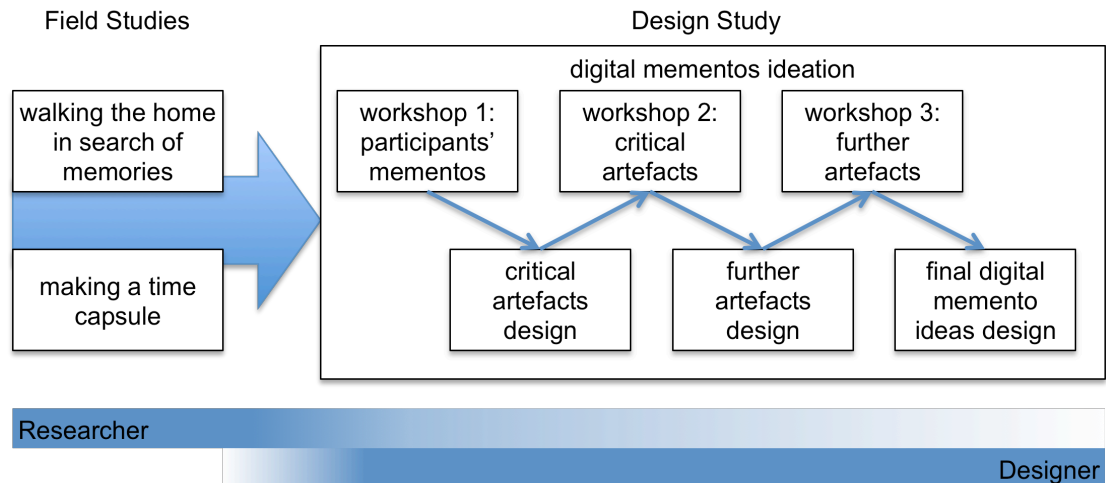 Field Studies
Design Study
digital mementos ideation
walking the home
in search of
memories
making a time
capsule
workshop 1:
participants’
mementos
critical
artefacts
design
workshop 2:
critical
artefacts
further
artefacts
design
workshop 3:
further
artefacts
final digital
memento
ideas design
Researcher
Designer